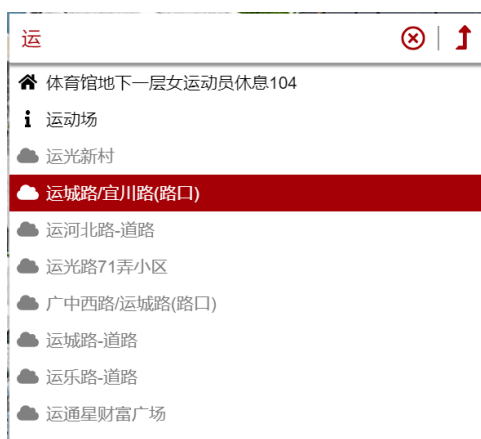 运
体育馆地下一层女运动员休息104
运动场
运光新村
运城路/宜川路(路口)
运河北路-道路
运光路71弄小区
广中西路/运城路(路口)
运城路-道路
运乐路-道路
运通星财富广场